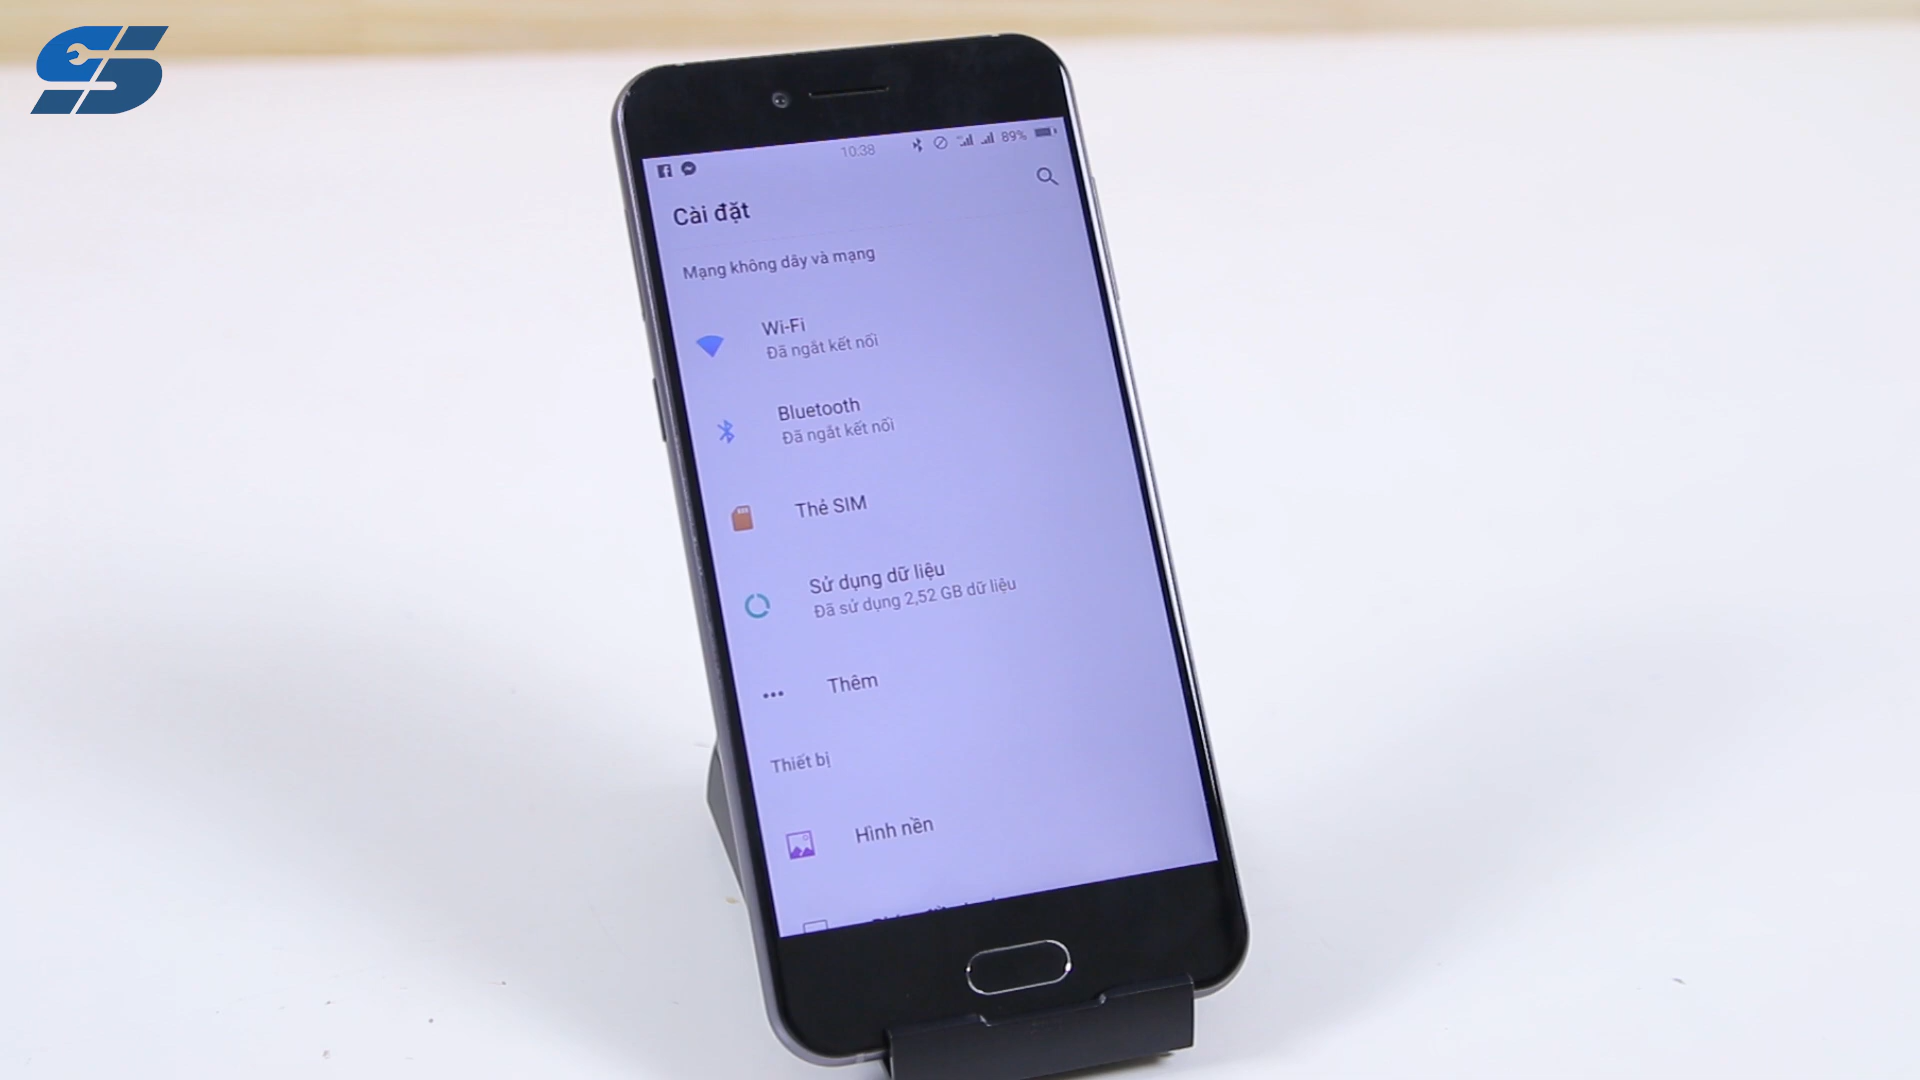 10:38
89%
Cài đặt
Mạng không dây và mạng
Wi-Fi
Đã ngắt kết nối
Bluetooth
Đã ngắt kết nối
Thẻ SIM
Sử dụng dữ liệu
Đã sử dụng 2,52 GB dữ liệu
Thêm
Thiết bị
Hình nền